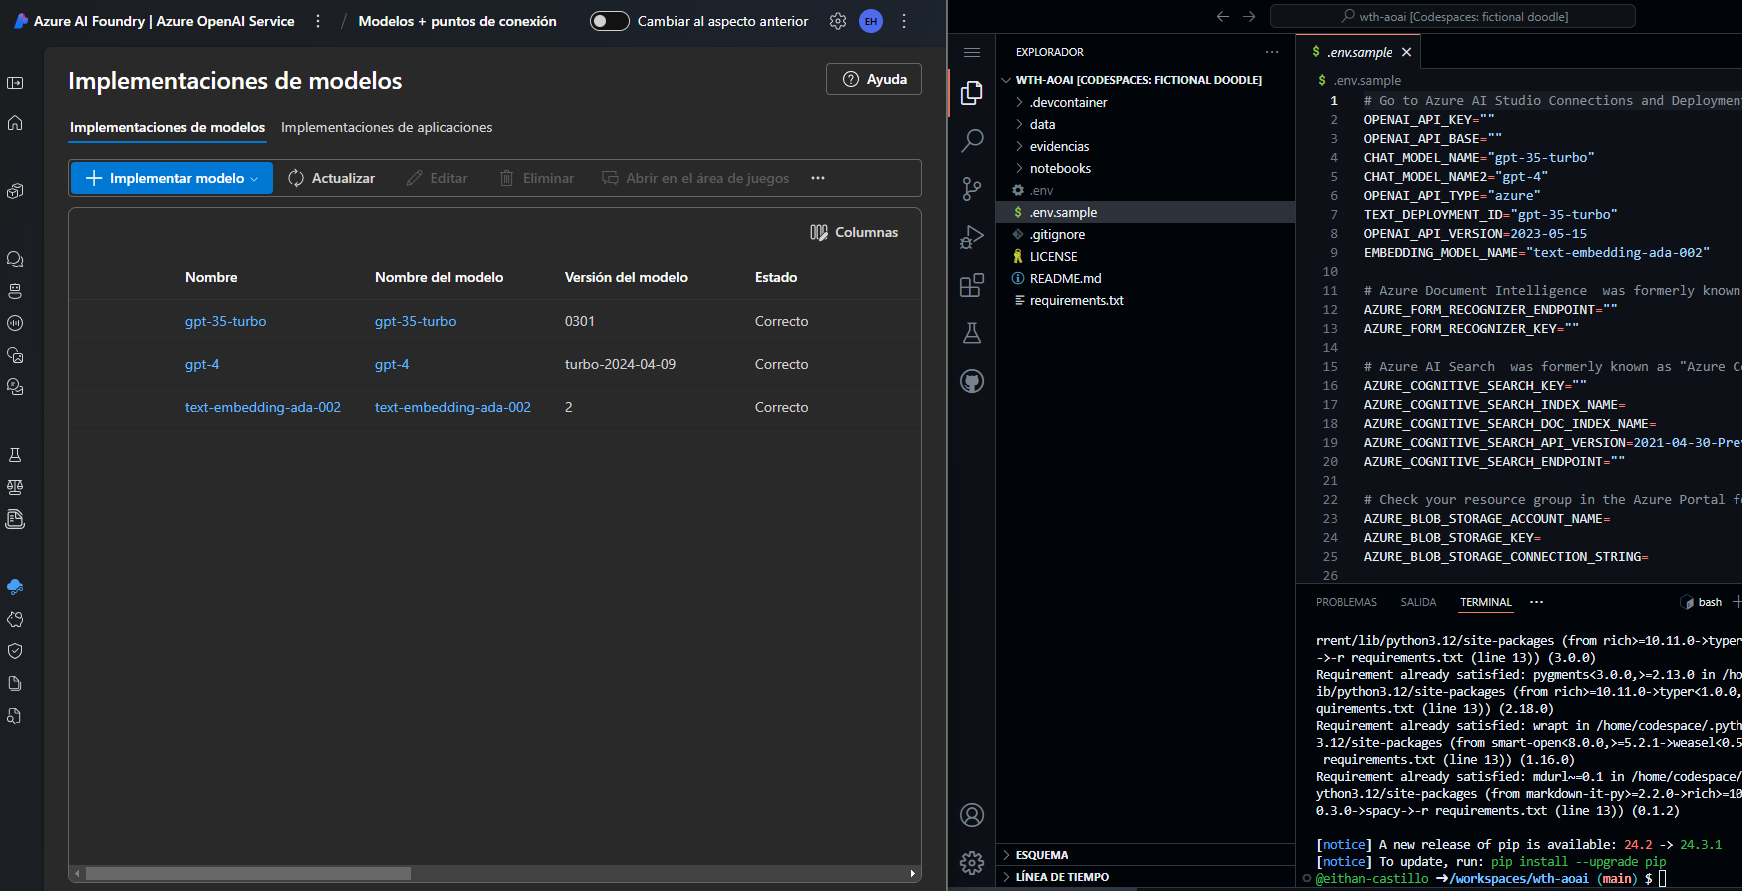 Azure AI Foundry | Azure OpenAI Service
/ Modelos + puntos de conexión
Cambiar al aspecto anterior
EH
Implementaciones de modelos
Ayuda
Implementaciones de modelos
Implementaciones de aplicaciones
Implementar modelo
Actualizar
Editar
Eliminar
Abrir en el área de juegos
Columnas
Nombre Nombre del modelo Versión del modelo Estado
gpt-35-turbo gpt-35-turbo 0301 Correcto
gpt-4 gpt-4 turbo-2024-04-09 Correcto
text-embedding-ada-002 text-embedding-ada-002 2 Correcto
wth-aoai [Codespaces: fictional doodle]
EXPLORADOR
WTH-AOAI [CODESPACES: FICTIONAL DOODLE]
.devcontainer
data
evidencias
notebooks
.env
$ .env.sample
.gitignore
LICENSE
README.md
requirements.txt
ESQUEMA
LÍNEA DE TIEMPO
$ .env.sample
$ .env.sample
1 # Go to Azure AI Studio Connections and Deployment
2 OPENAI_API_KEY=""
3 OPENAI_API_BASE=""
4 CHAT_MODEL_NAME="gpt-35-turbo"
5 CHAT_MODEL_NAME2="gpt-4"
6 OPENAI_API_TYPE="azure"
7 TEXT_DEPLOYMENT_ID="gpt-35-turbo"
8 OPENAI_API_VERSION=2023-05-15
9 EMBEDDING_MODEL_NAME="text-embedding-ada-002"
10
11 # Azure Document Intelligence  was formerly known
12 AZURE_FORM_RECOGNIZER_ENDPOINT=""
13 AZURE_FORM_RECOGNIZER_KEY=""
14
15 # Azure AI Search  was formerly known as "Azure Co
16 AZURE_COGNITIVE_SEARCH_KEY=""
17 AZURE_COGNITIVE_SEARCH_INDEX_NAME=
18 AZURE_COGNITIVE_SEARCH_DOC_INDEX_NAME=
19 AZURE_COGNITIVE_SEARCH_API_VERSION=2021-04-30-Pre
20 AZURE_COGNITIVE_SEARCH_ENDPOINT=""
21
22 # Check your resource group in the Azure Portal fo
23 AZURE_BLOB_STORAGE_ACCOUNT_NAME=
24 AZURE_BLOB_STORAGE_KEY=
25 AZURE_BLOB_STORAGE_CONNECTION_STRING=
26
PROBLEMAS SALIDA TERMINAL
bash
rrent/lib/python3.12/site-packages (from rich>=10.11.0->typer
->-r requirements.txt (line 13)) (3.0.0)
Requirement already satisfied: pygments<3.0.0,>=2.13.0 in /ho
ib/python3.12/site-packages (from rich>=10.11.0->typer<1.0.0,
quirements.txt (line 13)) (2.18.0)
Requirement already satisfied: wrapt in /home/codespace/.pyth
3.12/site-packages (from smart-open<8.0.0,>=5.2.1->weasel<0.5
requirements.txt (line 13)) (1.16.0)
Requirement already satisfied: mdurl~=0.1 in /home/codespace/
ython3.12/site-packages (from markdown-it-py>=2.2.0->rich>=10
0.3.0->spacy->-r requirements.txt (line 13)) (0.1.2)
[notice] A new release of pip is available: 24.2 -> 24.3.1
[notice] To update, run: pip install --upgrade pip
@eithan-castillo ➜/workspaces/wth-aoai (main) $